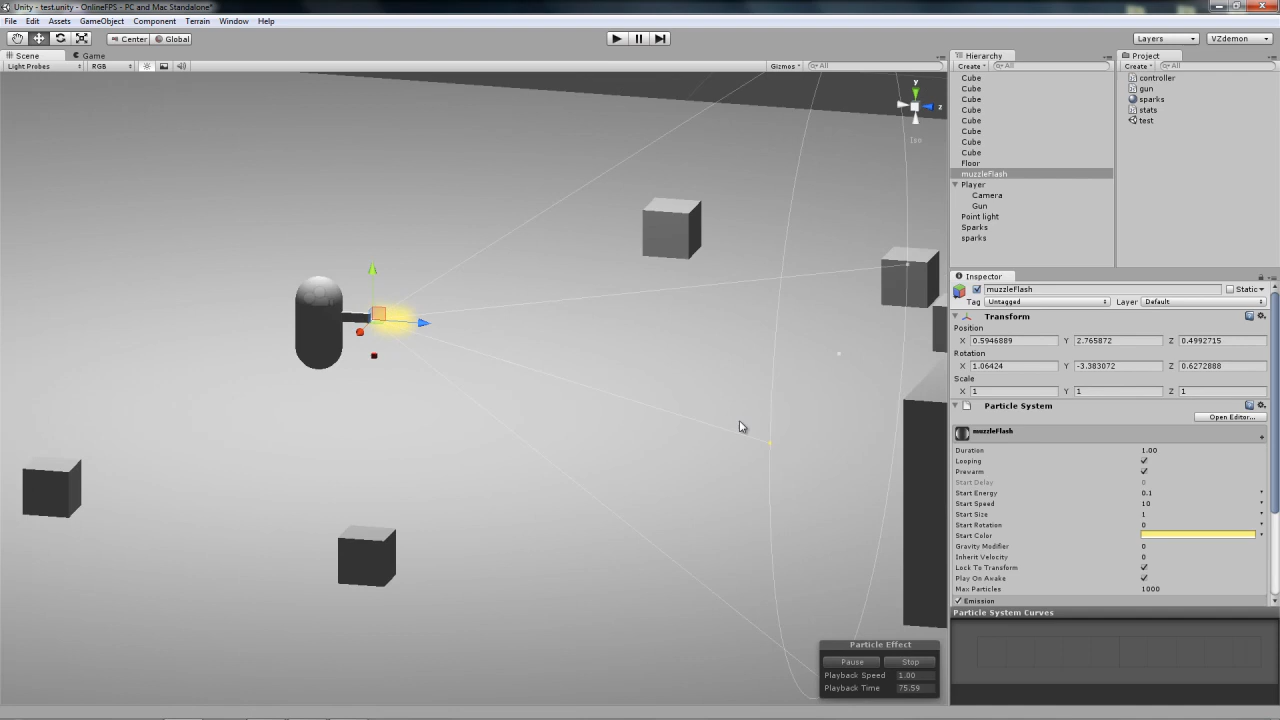 Unity - test.unity - OnlineFPS - PC and Mac Standalone*
File Edit Assets GameObject Component Terrain Window Help
Center Global Layers VZdemon
Scene Game
Light Probes RGB Gizmos All
y
z
Iso
Particle Effect
Pause Stop
Playback Speed 1.00
Playback Time 75.59
Hierarchy
Create All
Cube
Cube
Cube
Cube
Cube
Cube
Cube
Cube
Floor
muzzleFlash
Player
Camera
Gun
Point light
Sparks
sparks
Project
Create All
controller
gun
sparks
stats
test
Inspector
muzzleFlash Static
Tag Untagged Layer Default
Transform
Position
X 0.5946889 Y 2.765872 Z 0.4992715
Rotation
X 1.06424 Y -3.383072 Z 0.6272888
Scale
X 1 Y 1 Z 1
Particle System
Open Editor...
muzzleFlash
Duration 1.00
Looping
Prewarm
Start Delay 0
Start Energy 0.1
Start Speed 10
Start Size 1
Start Rotation 0
Start Color
Gravity Modifier 0
Inherit Velocity 0
Lock To Transform
Play On Awake
Max Particles 1000
Emission
Particle System Curves